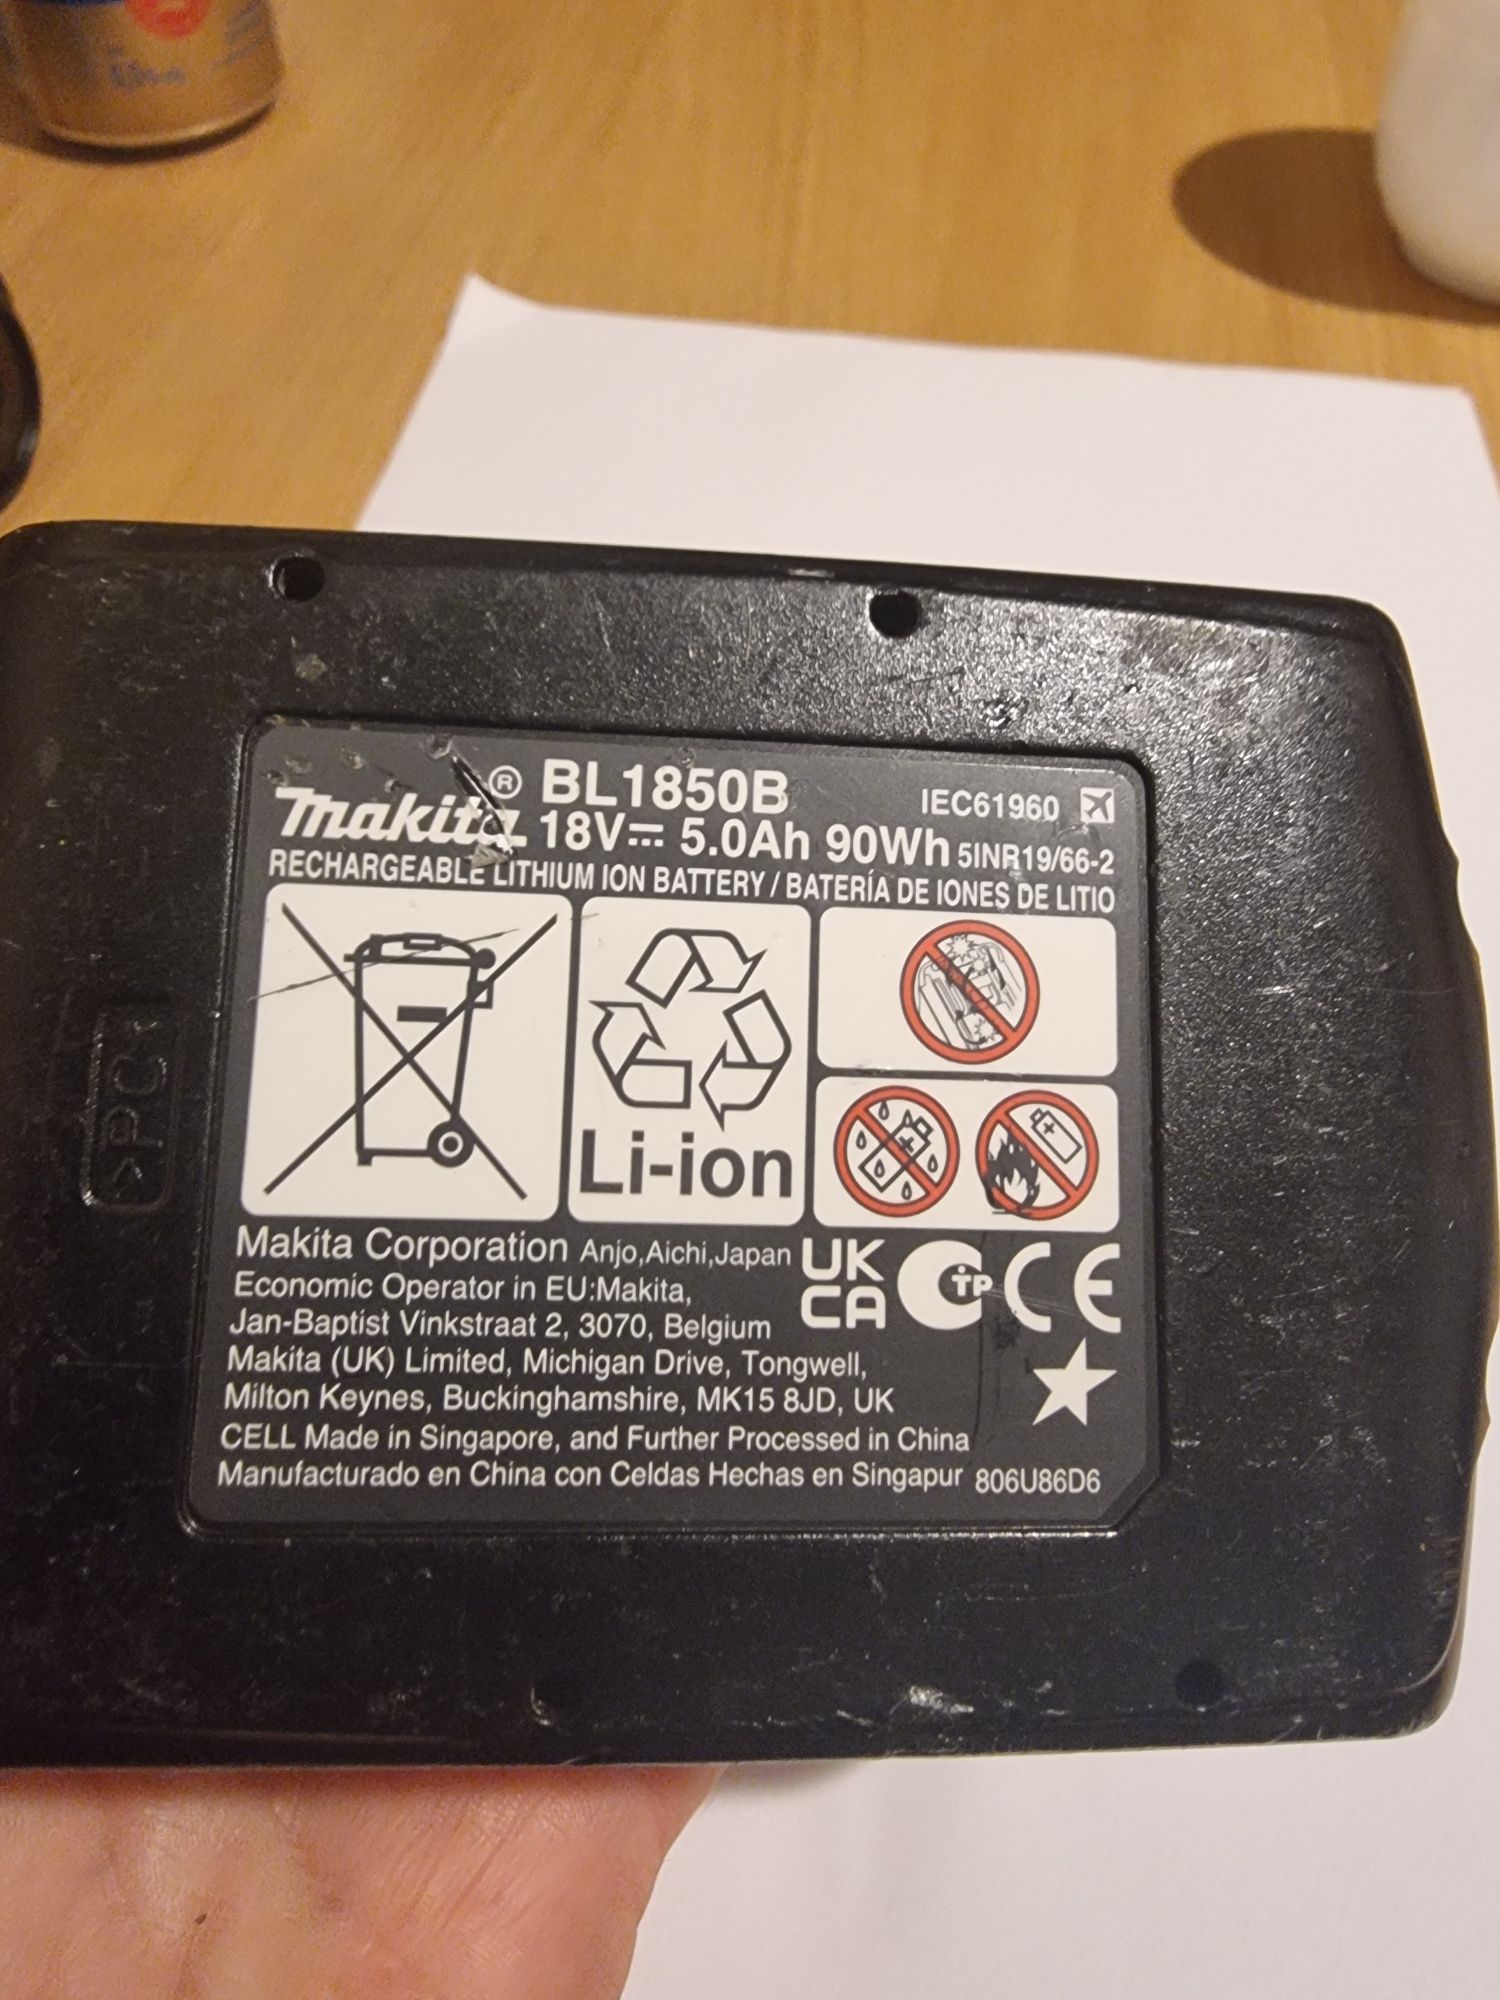 makita® BL1850B
IEC61960
18V⎓ 5.0Ah 90Wh 5INR19/66-2
RECHARGEABLE LITHIUM ION BATTERY / BATERÍA DE IONES DE LITIO
Li-ion
Makita Corporation Anjo,Aichi,Japan
Economic Operator in EU:Makita,
Jan-Baptist Vinkstraat 2, 3070, Belgium
Makita (UK) Limited, Michigan Drive, Tongwell,
Milton Keynes, Buckinghamshire, MK15 8JD, UK
CELL Made in Singapore, and Further Processed in China
Manufacturado en China con Celdas Hechas en Singapur 806U86D6
UK
CA
CE
>PC<